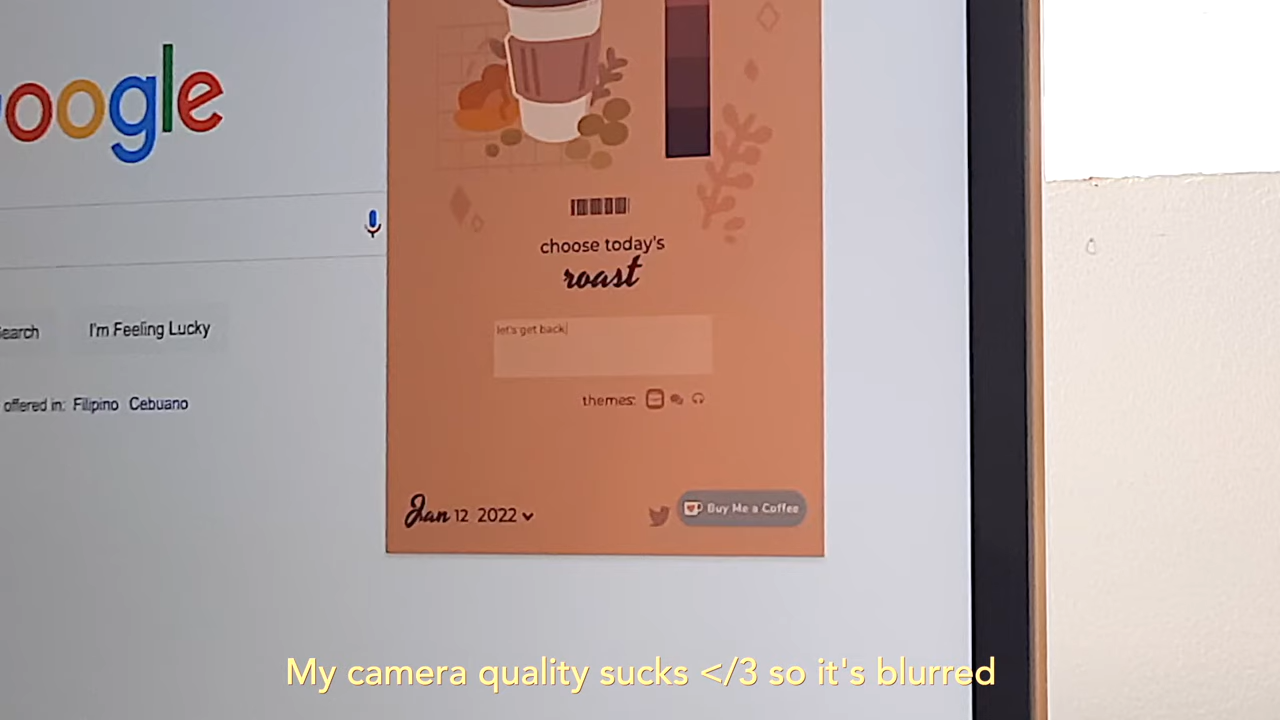 oogle
earch
I'm Feeling Lucky
offered in: Filipino Cebuano
choose today's
roast
let's get back
themes:
Jan 12 2022
Buy Me a Coffee
My camera quality sucks </3 so it's blurred